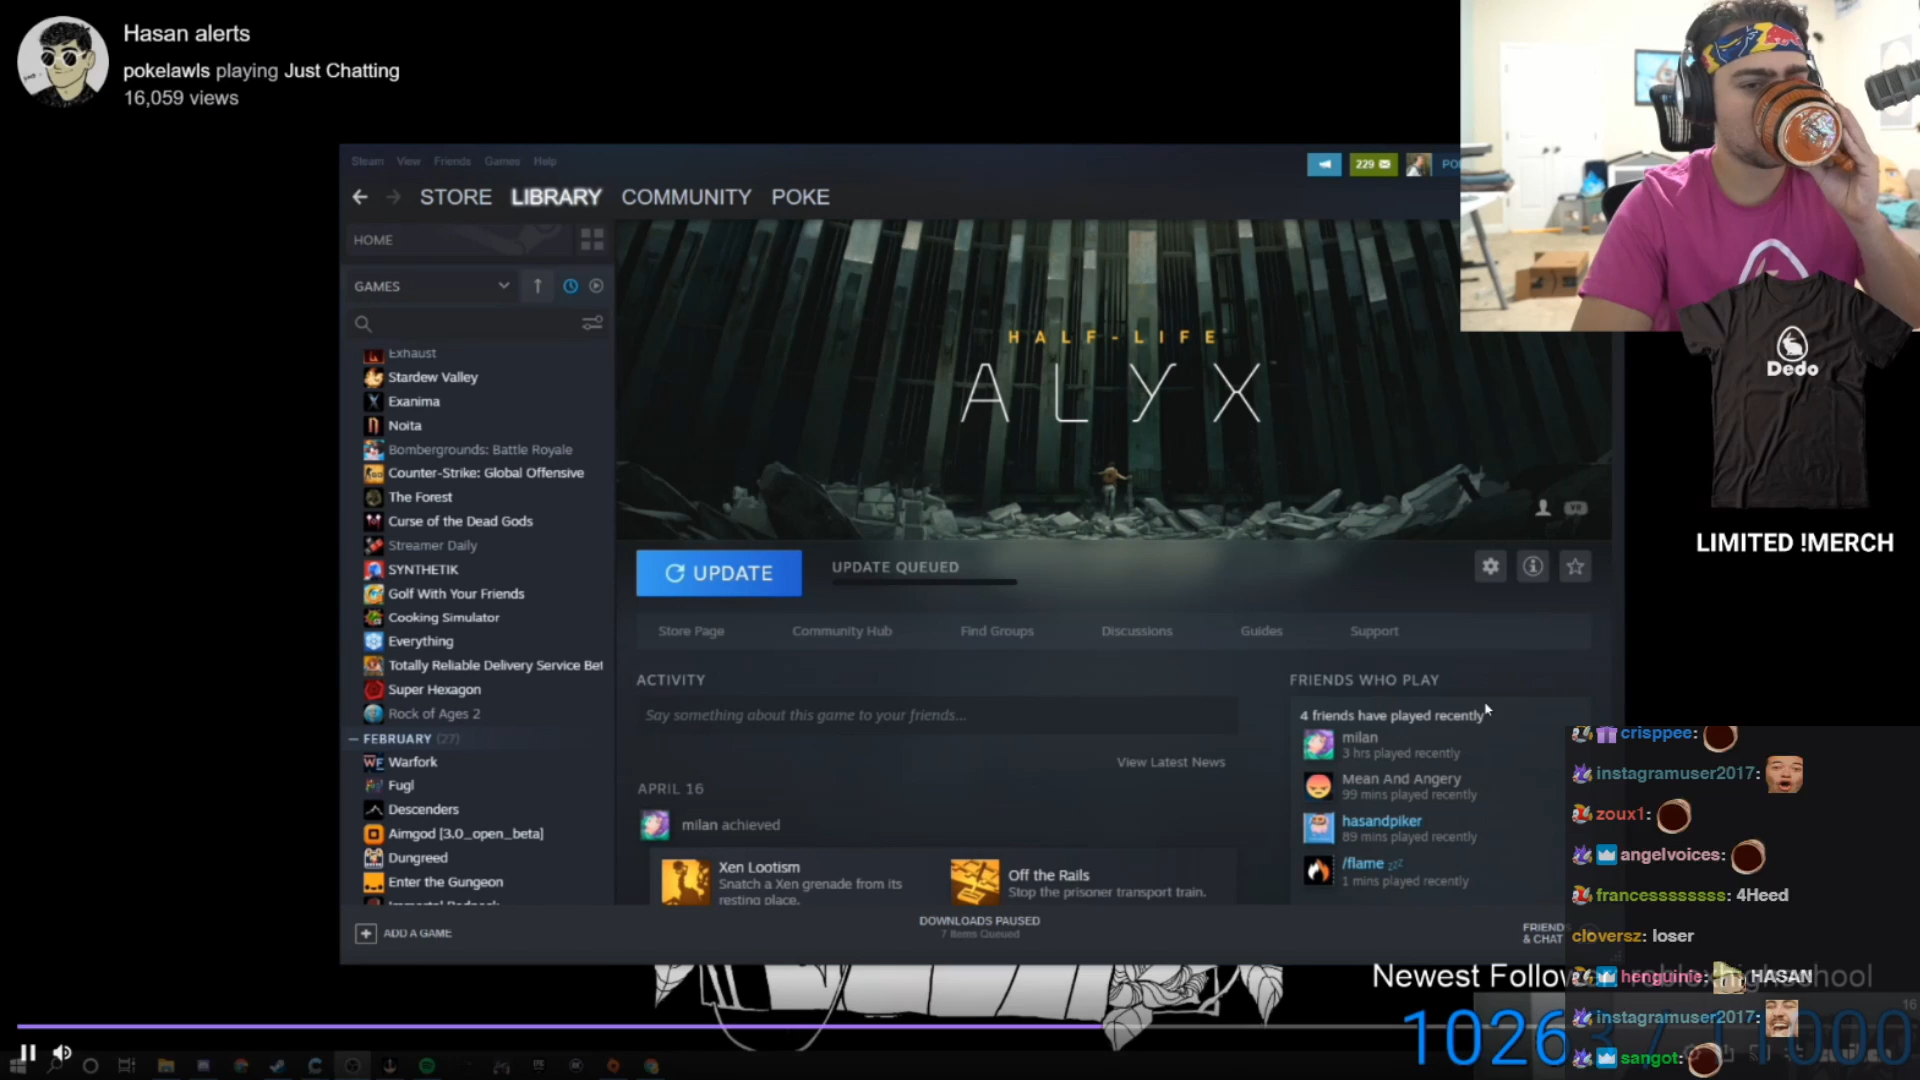 Hasan alerts
pokelawls playing Just Chatting
16,059 views
Steam View Friends Games Help
229
STORE LIBRARY COMMUNITY POKE
HOME
GAMES
Exhaust
Stardew Valley
Exanima
Noita
Bombergrounds: Battle Royale
Counter-Strike: Global Offensive
The Forest
Curse of the Dead Gods
Streamer Daily
SYNTHETIK
Golf With Your Friends
Cooking Simulator
Everything
Totally Reliable Delivery Service Bet
Super Hexagon
Rock of Ages 2
— FEBRUARY (27)
Warfork
Fugl
Descenders
Aimgod [3.0_open_beta]
Dungreed
Enter the Gungeon
ADD A GAME
HALF-LIFE
ALYX
UPDATE
UPDATE QUEUED
Store Page Community Hub Find Groups Discussions Guides Support
ACTIVITY
Say something about this game to your friends...
View Latest News
APRIL 16
milan achieved
Xen Lootism
Snatch a Xen grenade from its
resting place.
Off the Rails
Stop the prisoner transport train.
FRIENDS WHO PLAY
4 friends have played recently
milan
3 hrs played recently
Mean And Angery
99 mins played recently
hasandpiker
89 mins played recently
/flame zzz
1 mins played recently
DOWNLOADS PAUSED
7 Items Queued
FRIEND
& CHAT
Dedo
LIMITED !MERCH
crisppee:
instagramuser2017:
zoux1:
angelvoices:
francessssssss: 4Heed
cloversz: loser
henguinie: HASAN
instagramuser2017:
sangot:
Newest Follow